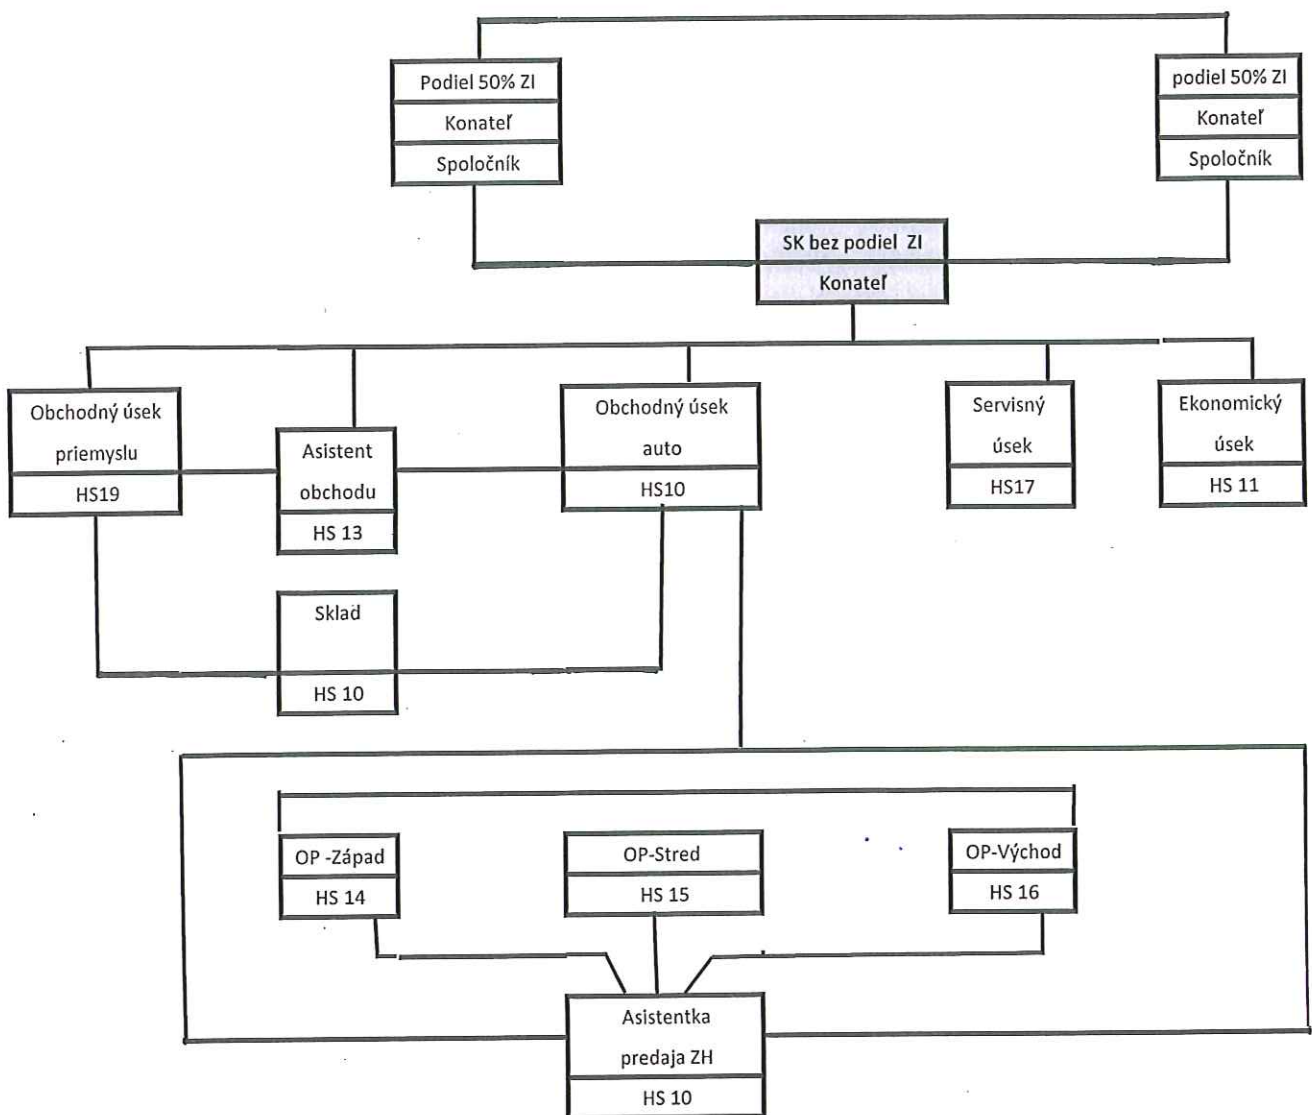 Podiel 50% ZI
Konateľ
Spoločník
podiel 50% ZI
Konateľ
Spoločník
SK bez podiel ZI
Konateľ
Obchodný úsek
priemyslu
HS19
Asistent
obchodu
HS 13
Obchodný úsek
auto
HS10
Servisný
úsek
HS17
Ekonomický
úsek
HS 11
Sklad
HS 10
OP -Západ
HS 14
OP-Stred
HS 15
OP-Východ
HS 16
Asistentka
predaja ZH
HS 10